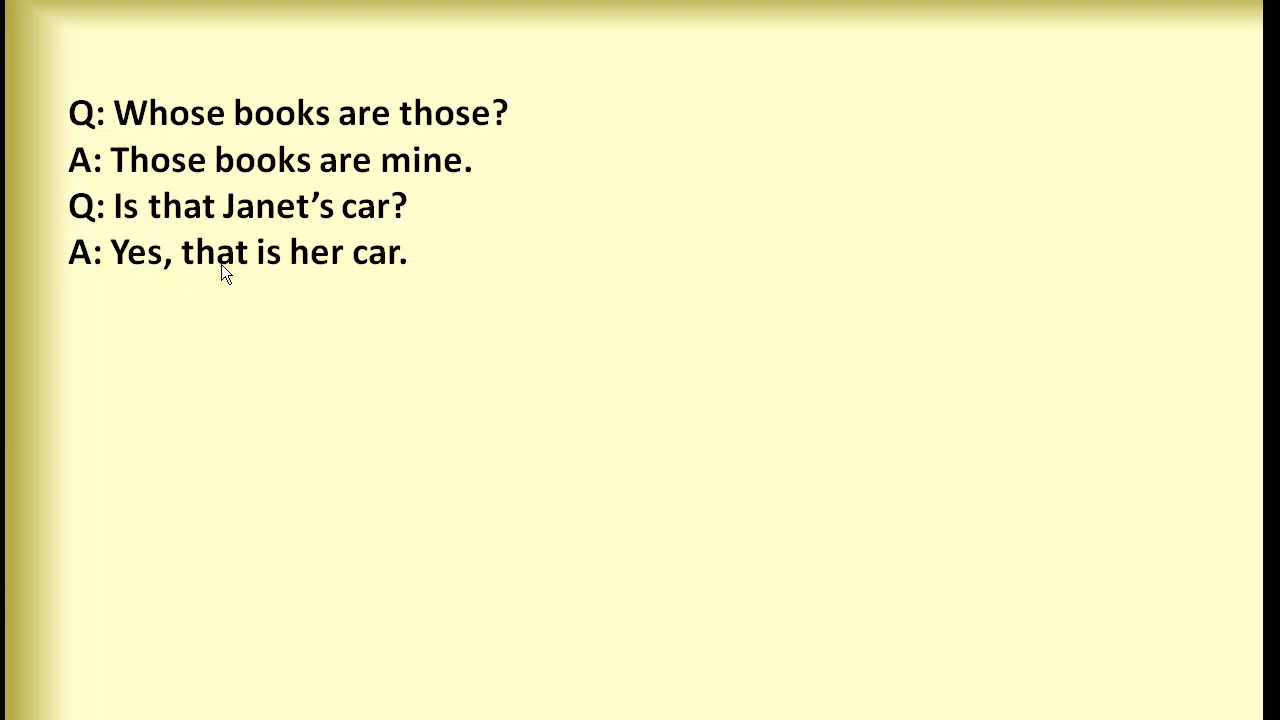 Q: Whose books are those?
A: Those books are mine.
Q: Is that Janet’s car?
A: Yes, that is her car.